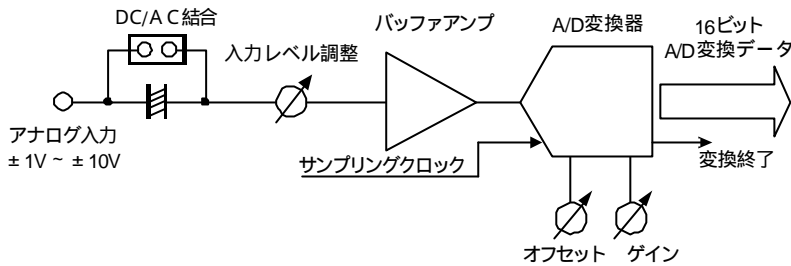 DC/AC結合
入力レベル調整
バッファアンプ
A/D変換器
16ビット
A/D変換データ
アナログ入力
±1V ~ ±10V
サンプリングクロック
変換終了
オフセット
ゲイン